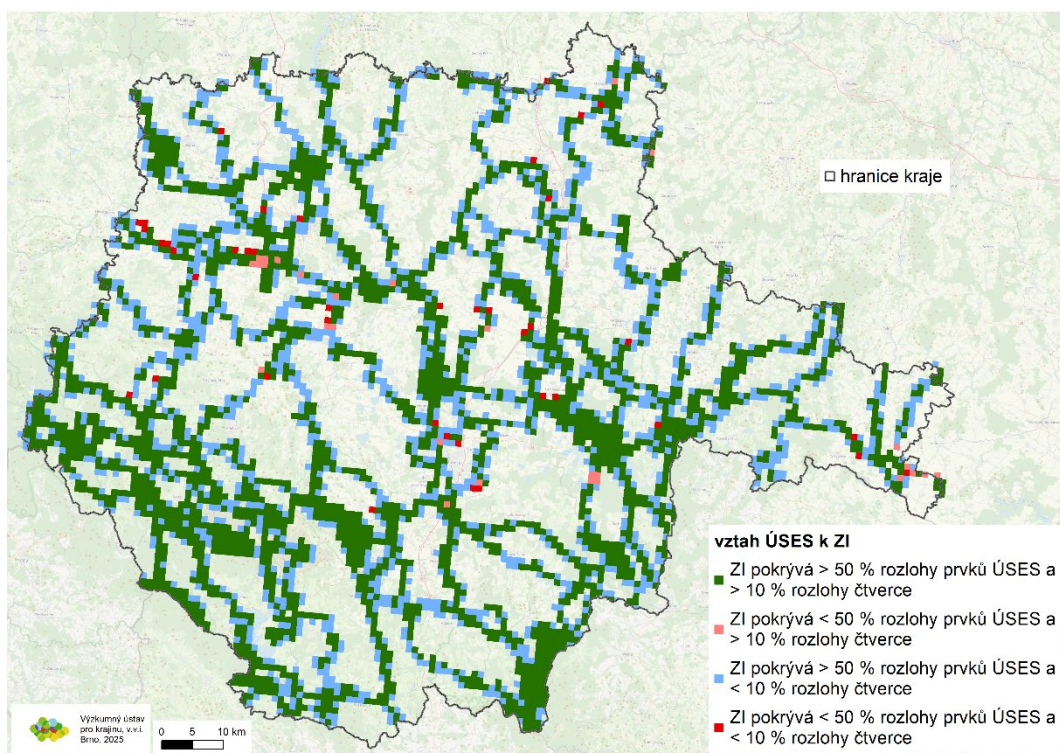 hranice kraje
vztah ÚSES k ZI
ZI pokrývá > 50 % rozlohy prvků ÚSES a
> 10 % rozlohy čtverce
ZI pokrývá < 50 % rozlohy prvků ÚSES a
> 10 % rozlohy čtverce
ZI pokrývá > 50 % rozlohy prvků ÚSES a
< 10 % rozlohy čtverce
ZI pokrývá < 50 % rozlohy prvků ÚSES a
< 10 % rozlohy čtverce
Výzkumný ústav
pro krajinu, v.v.i.
Brno, 2025
0 5 10 km